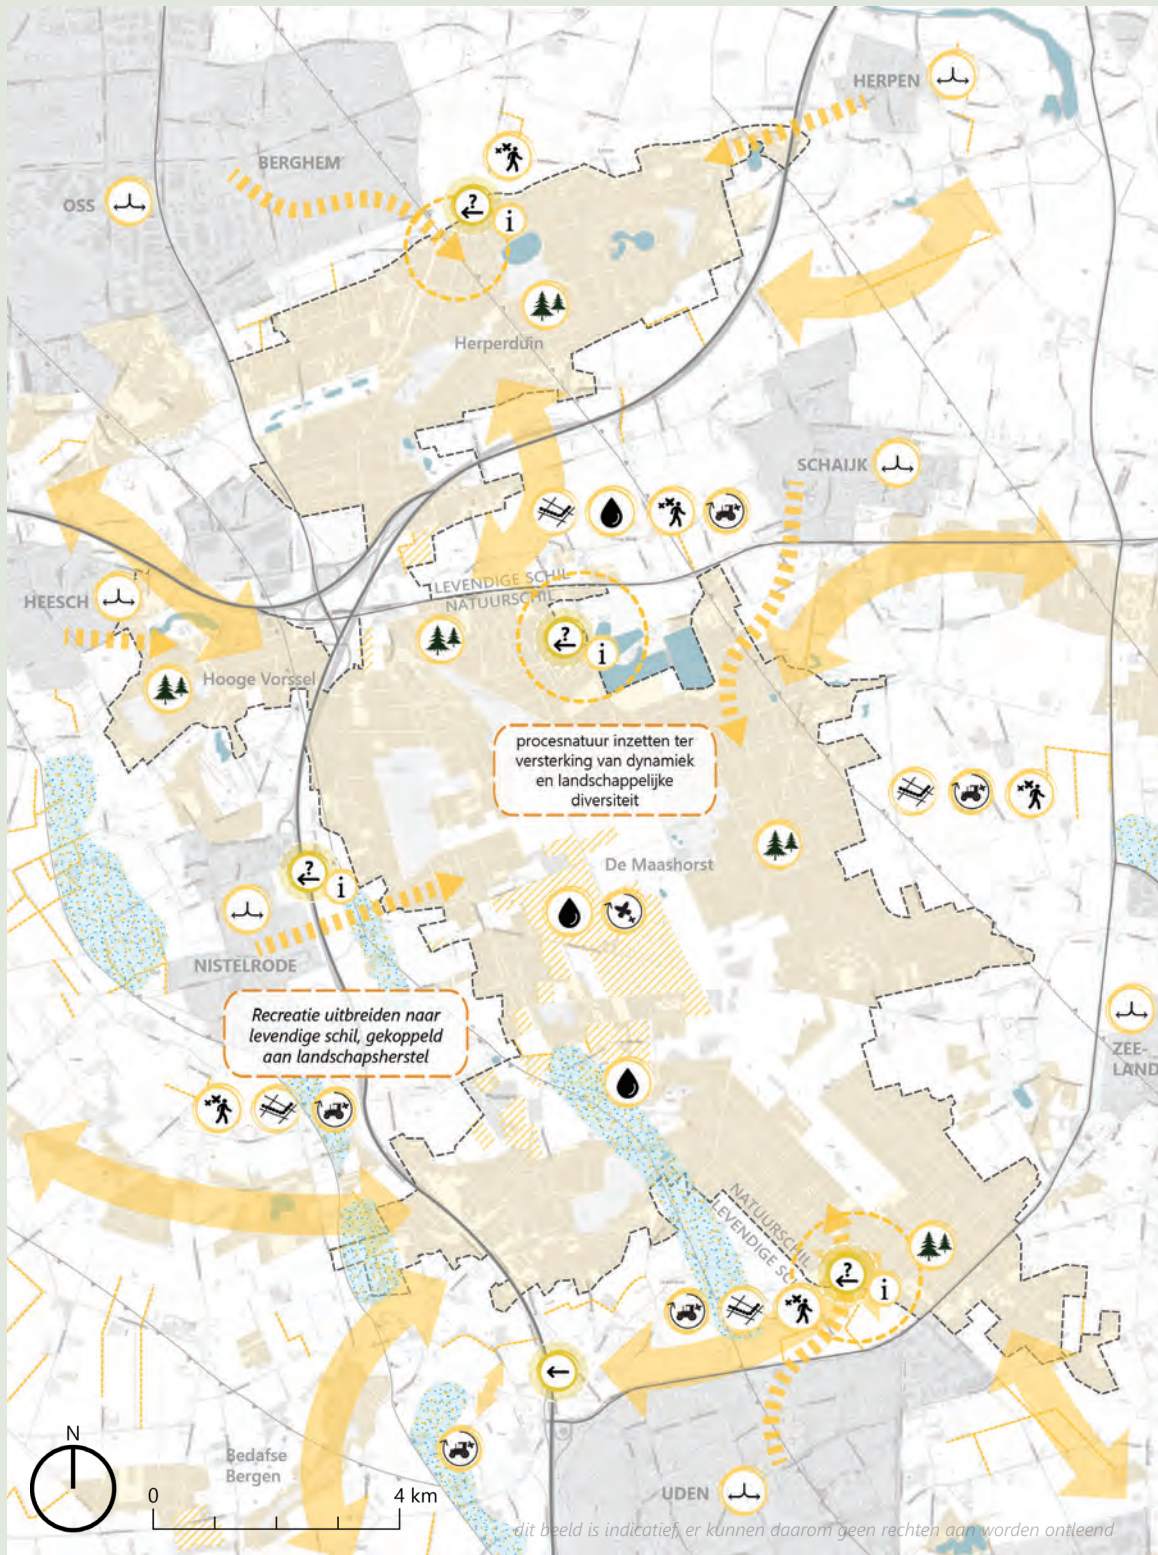 HERPEN
BERGHEM
OSS
?
i
Herperduin
SCHAIJK
LEVENDIGE SCHIL
NATUURSCHIL
HEESCH
?
i
Hooge Vorssel
procesnatuur inzetten ter
versterking van dynamiek
en landschappelijke
diversiteit
De Maashorst
?
i
NISTELRODE
Recreatie uitbreiden naar
levendige schil, gekoppeld
aan landschapsherstel
ZEE-
LAND
NATUURSCHIL
LEVENDIGE SC
?
i
N
Bedafse
Bergen
0
4 km
UDEN
dit beeld is indicatief, er kunnen daarom geen rechten aan worden ontleend